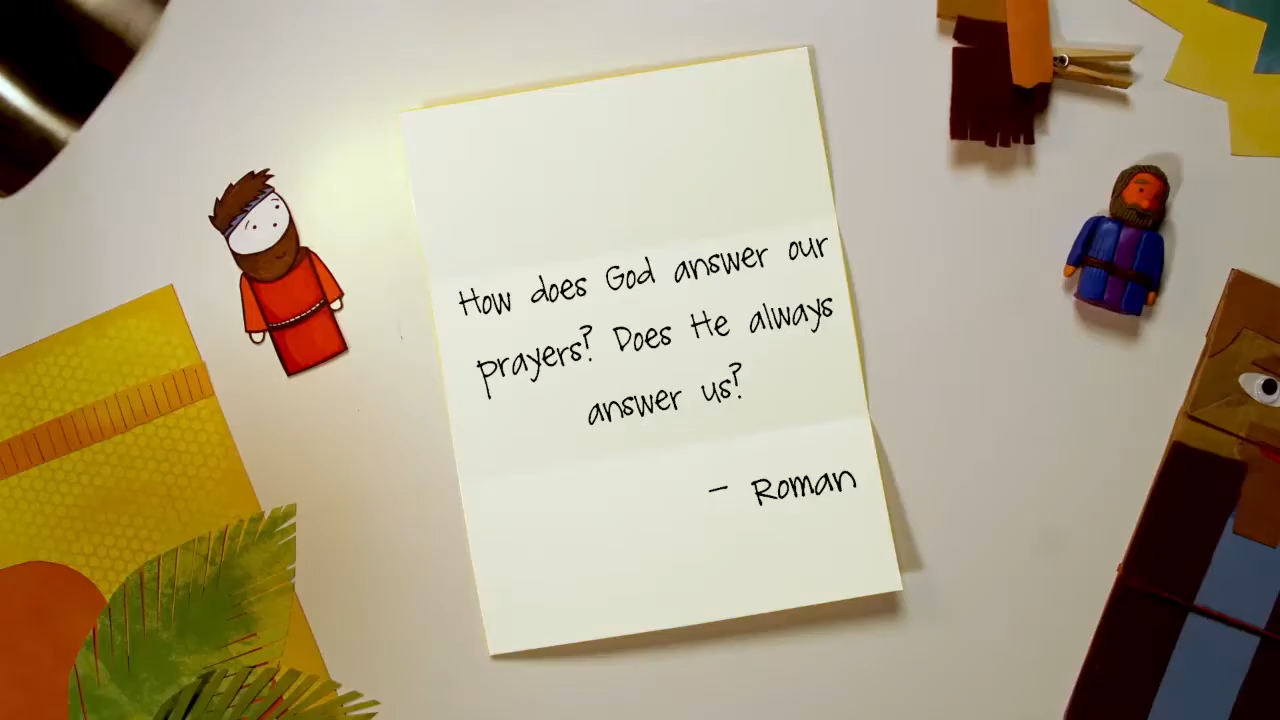 How does God answer our
prayers? Does He always
answer us?
- Roman